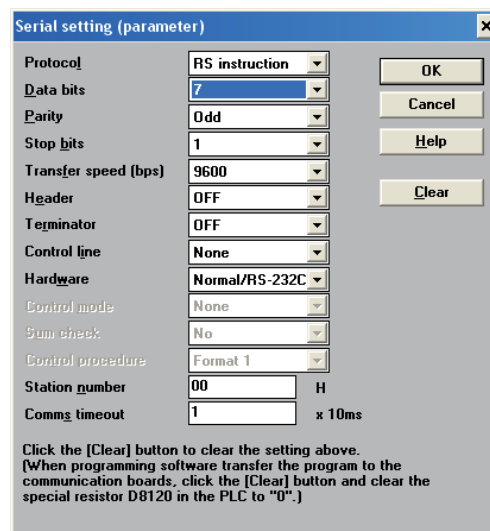 Serial setting (parameter)
Protocol RS instruction OK
Data bits 7
Cancel
Parity Odd
Stop bits 1 Help
Transfer speed (bps) 9600
Header OFF Clear
Terminator OFF
Control line None
Hardware Normal/RS-232C
Control mode None
Sum check No
Control procedure Format 1
Station number 00 H
Comms timeout 1 x 10ms
Click the [Clear] button to clear the setting above.
(When programming software transfer the program to the
communication boards, click the [Clear] button and clear the
special resistor D8120 in the PLC to "0".)